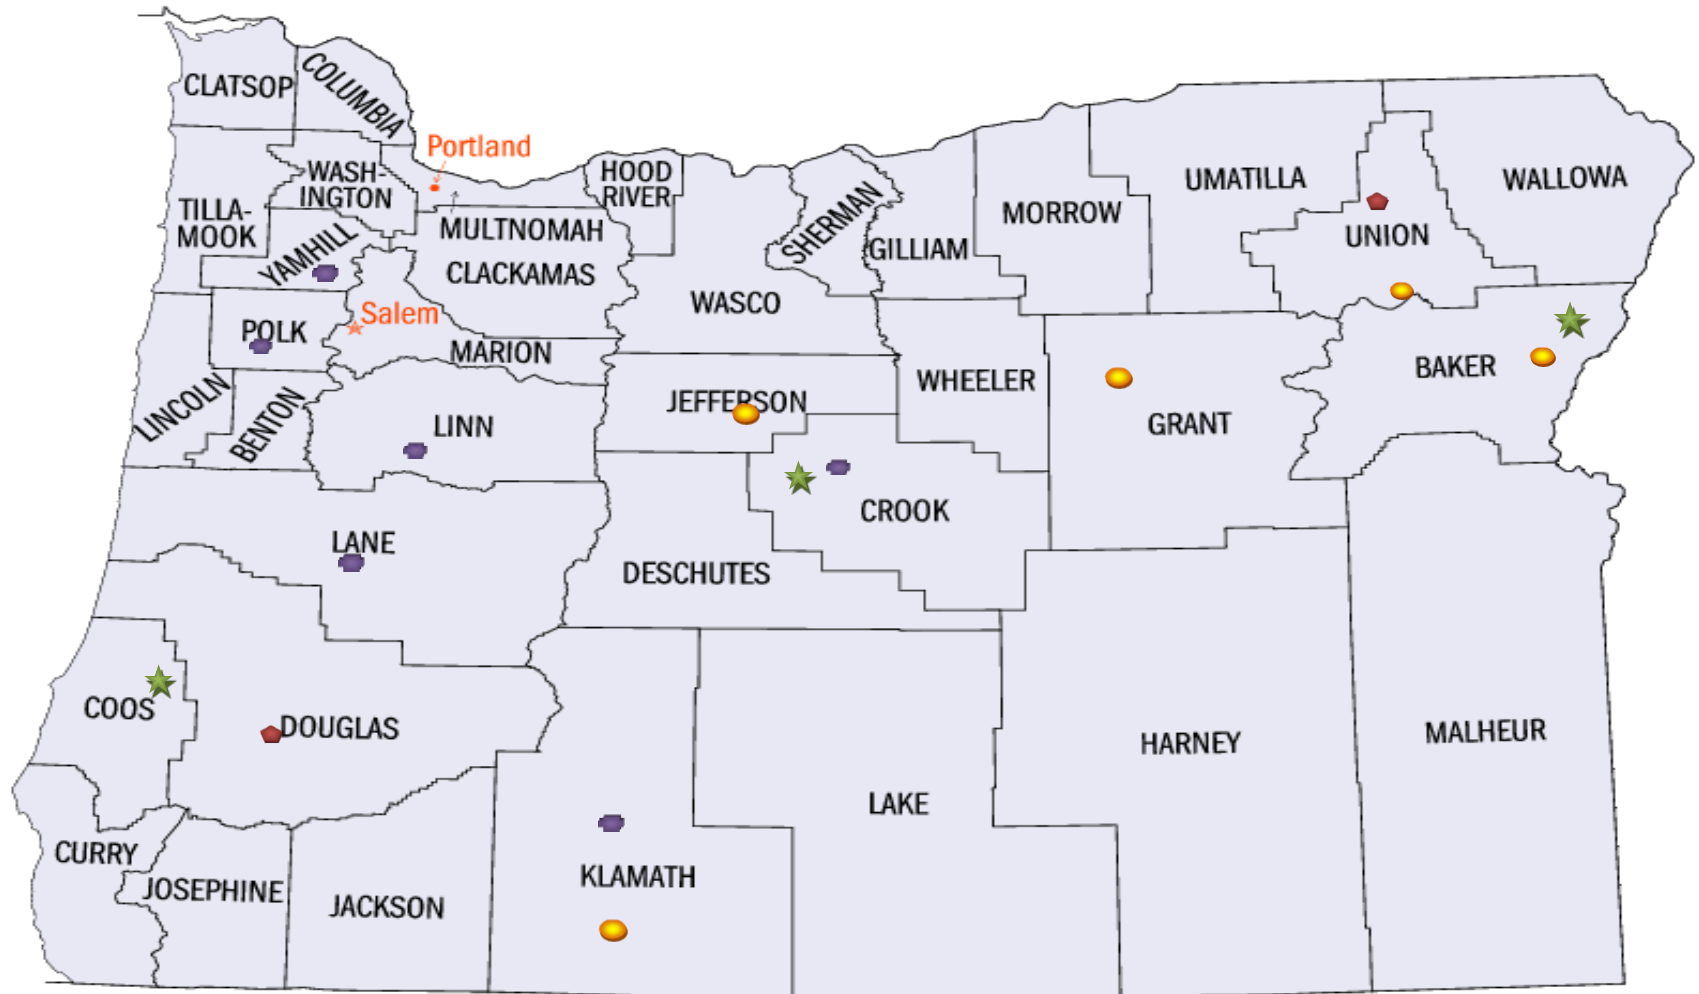 CLATSOP
COLUMBIA
Portland
WASH-
INGTON
HOOD
RIVER
TILLA-
MOOK
YAMHILL
MULTNOMAH
CLACKAMAS
WASCO
SHERMAN
GILLIAM
MORROW
UMATILLA
UNION
WALLOWA
Salem
POLK
MARION
LINCOLN
BENTON
LINN
JEFFERSON
WHEELER
GRANT
BAKER
CROOK
LANE
DESCHUTES
COOS
DOUGLAS
HARNEY
MALHEUR
LAKE
CURRY
JOSEPHINE
JACKSON
KLAMATH